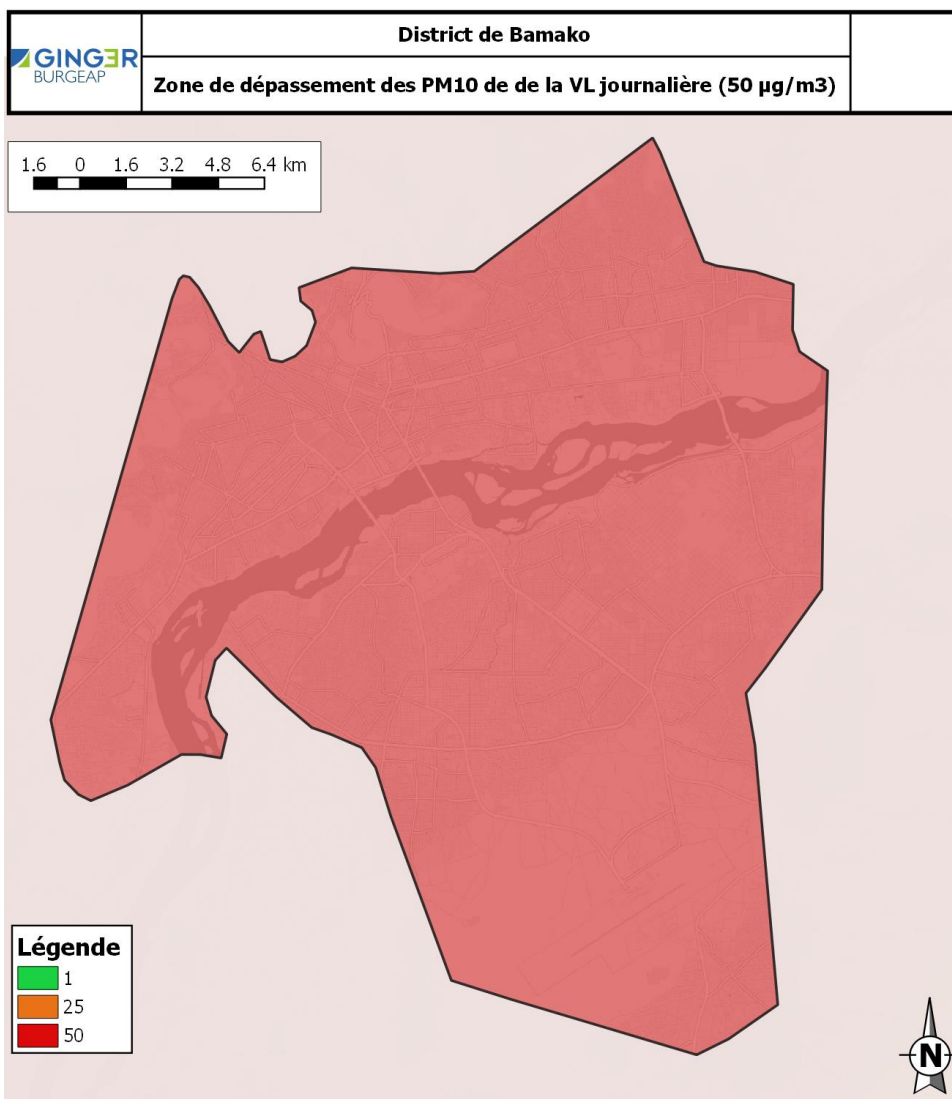 GINGER
BURGEAP
District de Bamako
Zone de dépassement des PM10 de de la VL journalière (50 µg/m3)
1.6 0 1.6 3.2 4.8 6.4 km
Légende
1
25
50
N